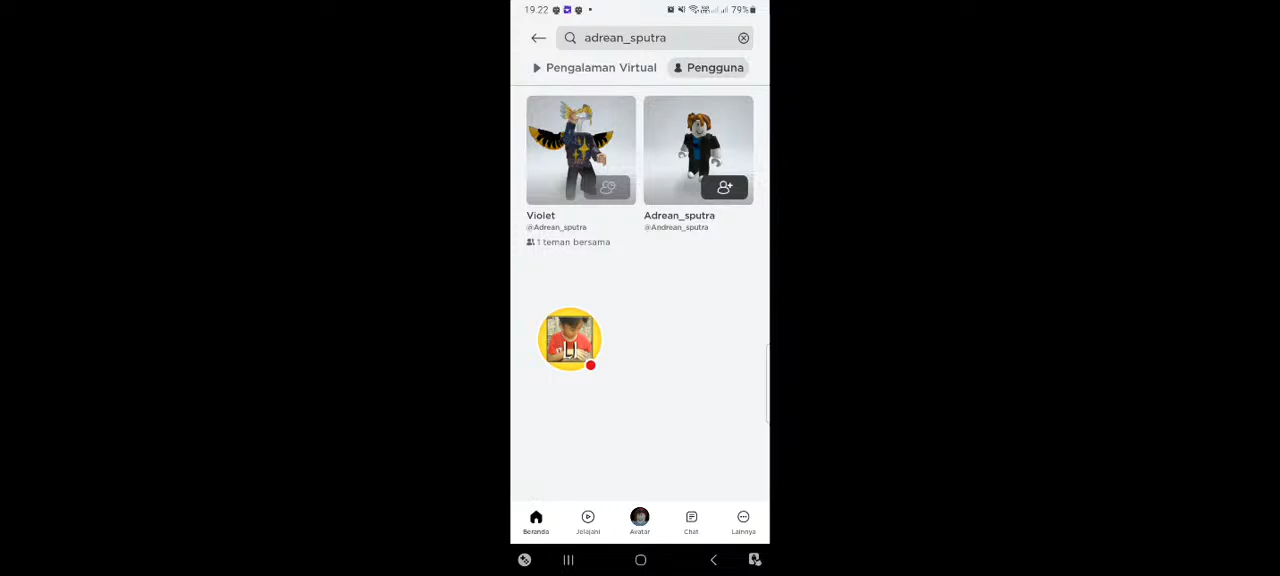 19.22
79%
adrean_sputra
Pengalaman Virtual
Pengguna
Violet
@Adrean_sputra
1 teman bersama
Adrean_sputra
@Andrean_sputra
LJ
Beranda
Jelajahi
Avatar
Chat
Lainnya